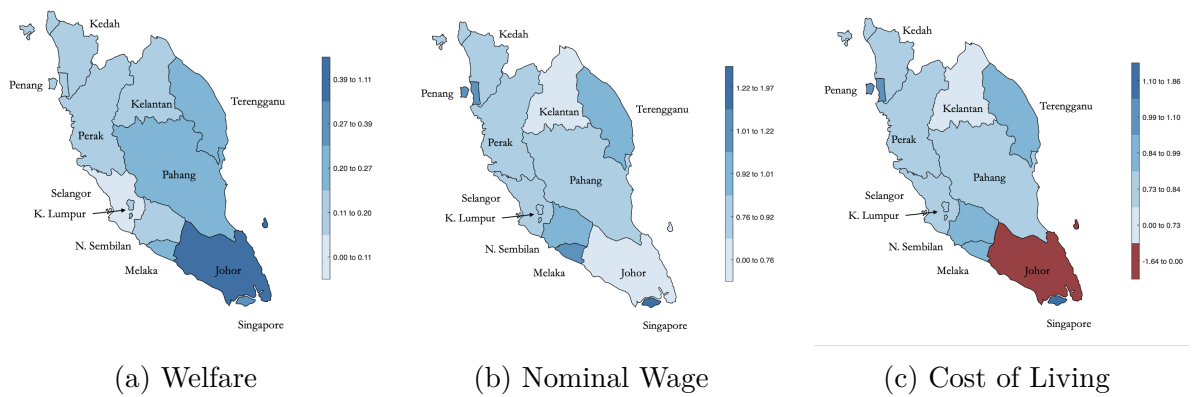 Kedah
Penang
Kelantan
Terengganu
Perak
Pahang
Selangor
K. Lumpur
N. Sembilan
Melaka
Johor
Singapore
0.39 to 1.11
0.27 to 0.39
0.20 to 0.27
0.11 to 0.20
0.00 to 0.11
(a) Welfare
Kedah
Penang
Kelantan
Terengganu
Perak
Pahang
Selangor
K. Lumpur
N. Sembilan
Melaka
Johor
Singapore
1.22 to 1.97
1.01 to 1.22
0.92 to 1.01
0.76 to 0.92
0.00 to 0.76
(b) Nominal Wage
Kedah
Penang
Kelantan
Terengganu
Perak
Pahang
Selangor
K. Lumpur
N. Sembilan
Melaka
Johor
Singapore
1.10 to 1.86
0.99 to 1.10
0.84 to 0.99
0.73 to 0.84
0.00 to 0.73
-1.64 to 0.00
(c) Cost of Living